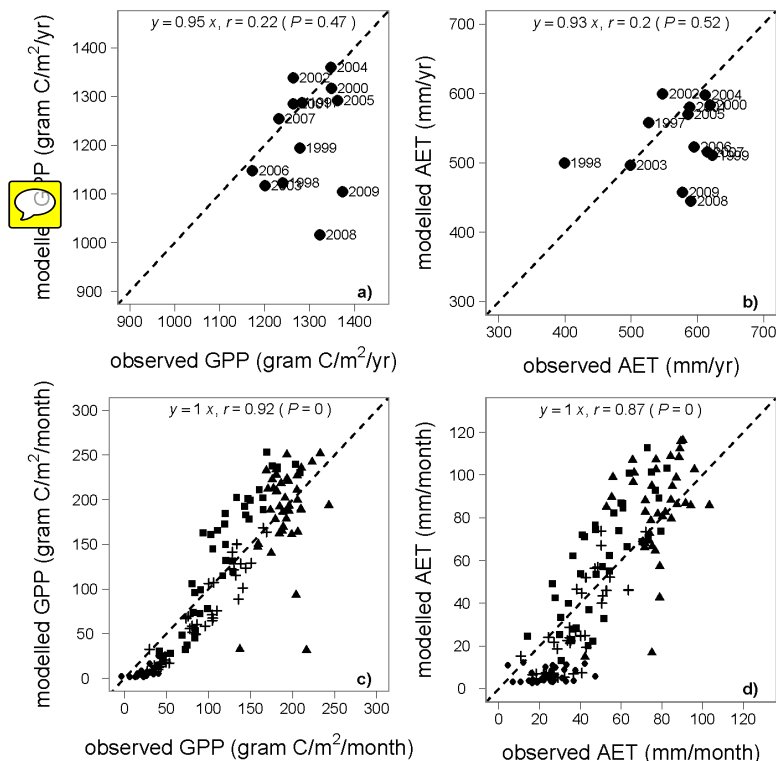 y = 0.95 x, r = 0.22 ( P = 0.47 )
modelled GPP (gram C/m²/yr)
1400
1300
1200
1100
1000
900
2004
2002
2000
2005
2007
1999
2006
1998
2003
2009
2008
a)
900 1000 1100 1200 1300 1400
observed GPP (gram C/m²/yr)
y = 0.93 x, r = 0.2 ( P = 0.52 )
modelled AET (mm/yr)
700
600
500
400
300
2002
2004
2000
2005
1997
2006
1999
1998
2003
2009
2008
b)
300 400 500 600 700
observed AET (mm/yr)
y = 1 x, r = 0.92 ( P = 0 )
modelled GPP (gram C/m²/month)
300
250
200
150
100
50
0
c)
0 50 100 150 200 250 300
observed GPP (gram C/m²/month)
y = 1 x, r = 0.87 ( P = 0 )
modelled AET (mm/month)
120
100
80
60
40
20
0
d)
0 20 40 60 80 100 120
observed AET (mm/month)